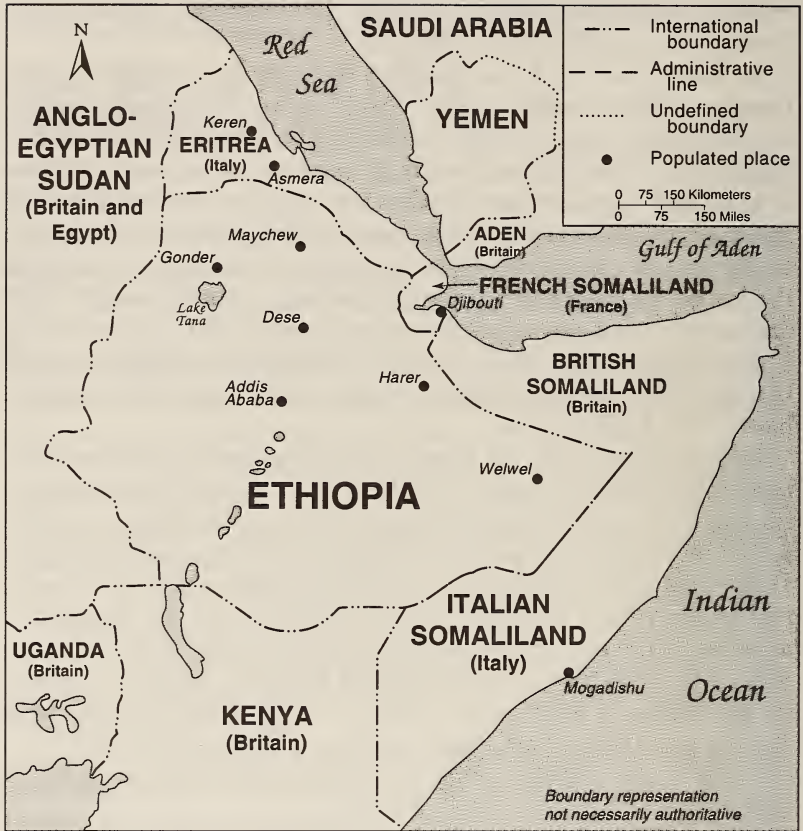 N
Red
Sea
SAUDI ARABIA
YEMEN
International
boundary
Administrative
line
Undefined
boundary
Populated place
0 75 150 Kilometers
0 75 150 Miles
ANGLO-
EGYPTIAN
SUDAN
(Britain and
Egypt)
Keren
ERITREA
(Italy)
Asmera
ADEN
(Britain)
Gulf of Aden
Maychew
Gonder
Lake
Tana
Dese
FRENCH SOMALILAND
(France)
Djibouti
BRITISH
SOMALILAND
(Britain)
Harer
Addis
Ababa
Welwel
ETHIOPIA
ITALIAN
SOMALILAND
(Italy)
Mogadishu
Indian
Ocean
UGANDA
(Britain)
KENYA
(Britain)
Boundary representation
not necessarily authoritative